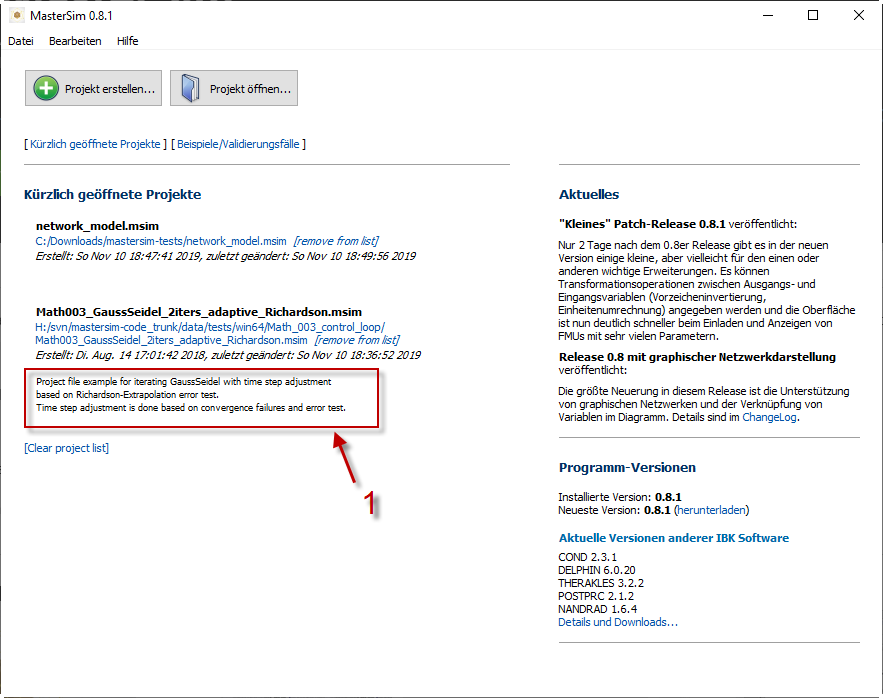 MasterSim 0.8.1
Datei Bearbeiten Hilfe
Projekt erstellen... Projekt öffnen...
[ Kürzlich geöffnete Projekte ] [ Beispiele/Validierungsfälle ]
Kürzlich geöffnete Projekte
network_model.msim
C:/Downloads/mastersim-tests/network_model.msim [remove from list]
Erstellt: So Nov 10 18:47:41 2019, zuletzt geändert: So Nov 10 18:49:56 2019
Math003_GaussSeidel_2iters_adaptive_Richardson.msim
H:/svn/mastersim-code_trunk/data/tests/win64/Math_003_control_loop/
Math003_GaussSeidel_2iters_adaptive_Richardson.msim [remove from list]
Erstellt: Di. Aug. 14 17:01:42 2018, zuletzt geändert: So Nov 10 18:36:52 2019
Project file example for iterating GaussSeidel with time step adjustment
based on Richardson-Extrapolation error test.
Time step adjustment is done based on convergence failures and error test.
[Clear project list]
1
Aktuelles
"Kleines" Patch-Release 0.8.1 veröffentlicht:
Nur 2 Tage nach dem 0.8er Release gibt es in der neuen
Version einige kleine, aber vielleicht für den einen oder
anderen wichtige Erweiterungen. Es können
Transformationsoperationen zwischen Ausgangs- und
Eingangsvariablen (Vorzeicheninvertierung,
Einheitenumrechnung) angegeben werden und die Oberfläche
ist nun deutlich schneller beim Einladen und Anzeigen von
FMUs mit sehr vielen Parametern.
Release 0.8 mit graphischer Netzwerkdarstellung
veröffentlicht:
Die größte Neuerung in diesem Release ist die Unterstützung
von graphischen Netzwerken und der Verknüpfung von
Variablen im Diagramm. Details sind im ChangeLog.
Programm-Versionen
Installierte Version: 0.8.1
Neueste Version: 0.8.1 (herunterladen)
Aktuelle Versionen anderer IBK Software
COND 2.3.1
DELPHIN 6.0.20
THERAKLES 3.2.2
POSTPRC 2.1.2
NANDRAD 1.6.4
Details und Downloads...